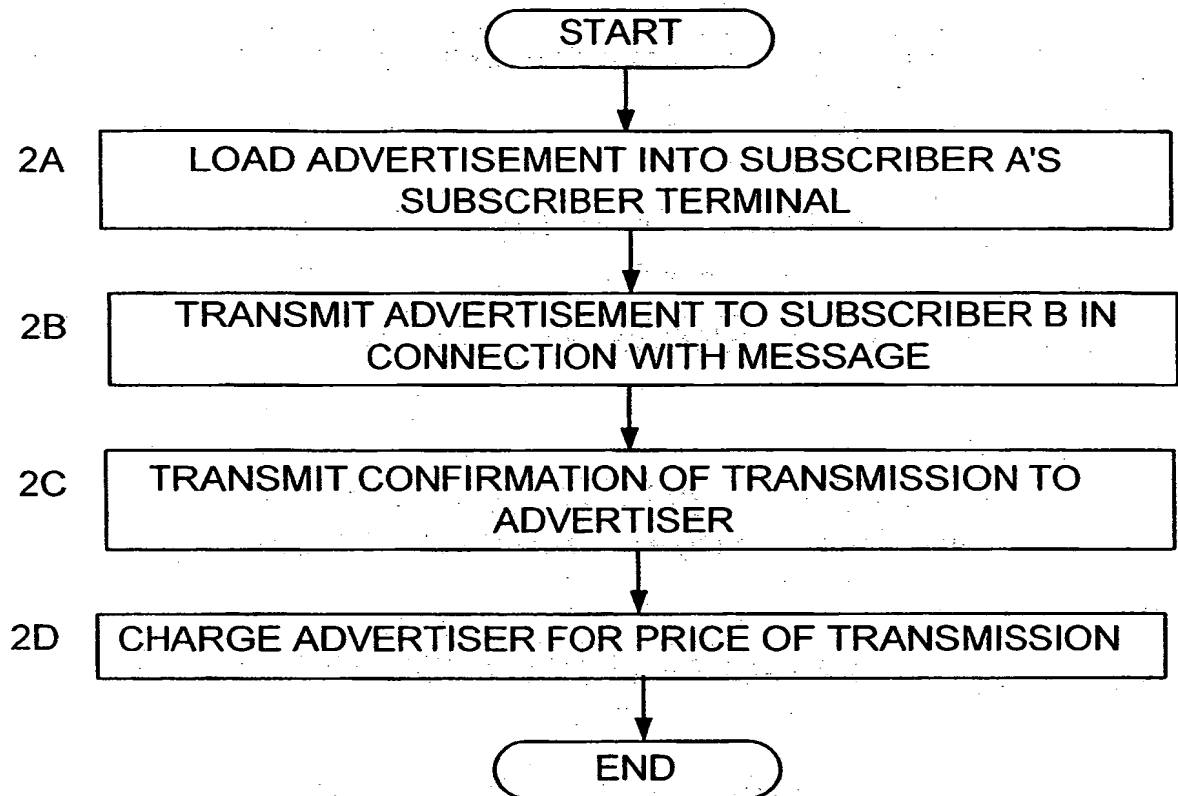 START
2A
LOAD ADVERTISEMENT INTO SUBSCRIBER A'S
SUBSCRIBER TERMINAL
2B
TRANSMIT ADVERTISEMENT TO SUBSCRIBER B IN
CONNECTION WITH MESSAGE
2C
TRANSMIT CONFIRMATION OF TRANSMISSION TO
ADVERTISER
2D
CHARGE ADVERTISER FOR PRICE OF TRANSMISSION
END